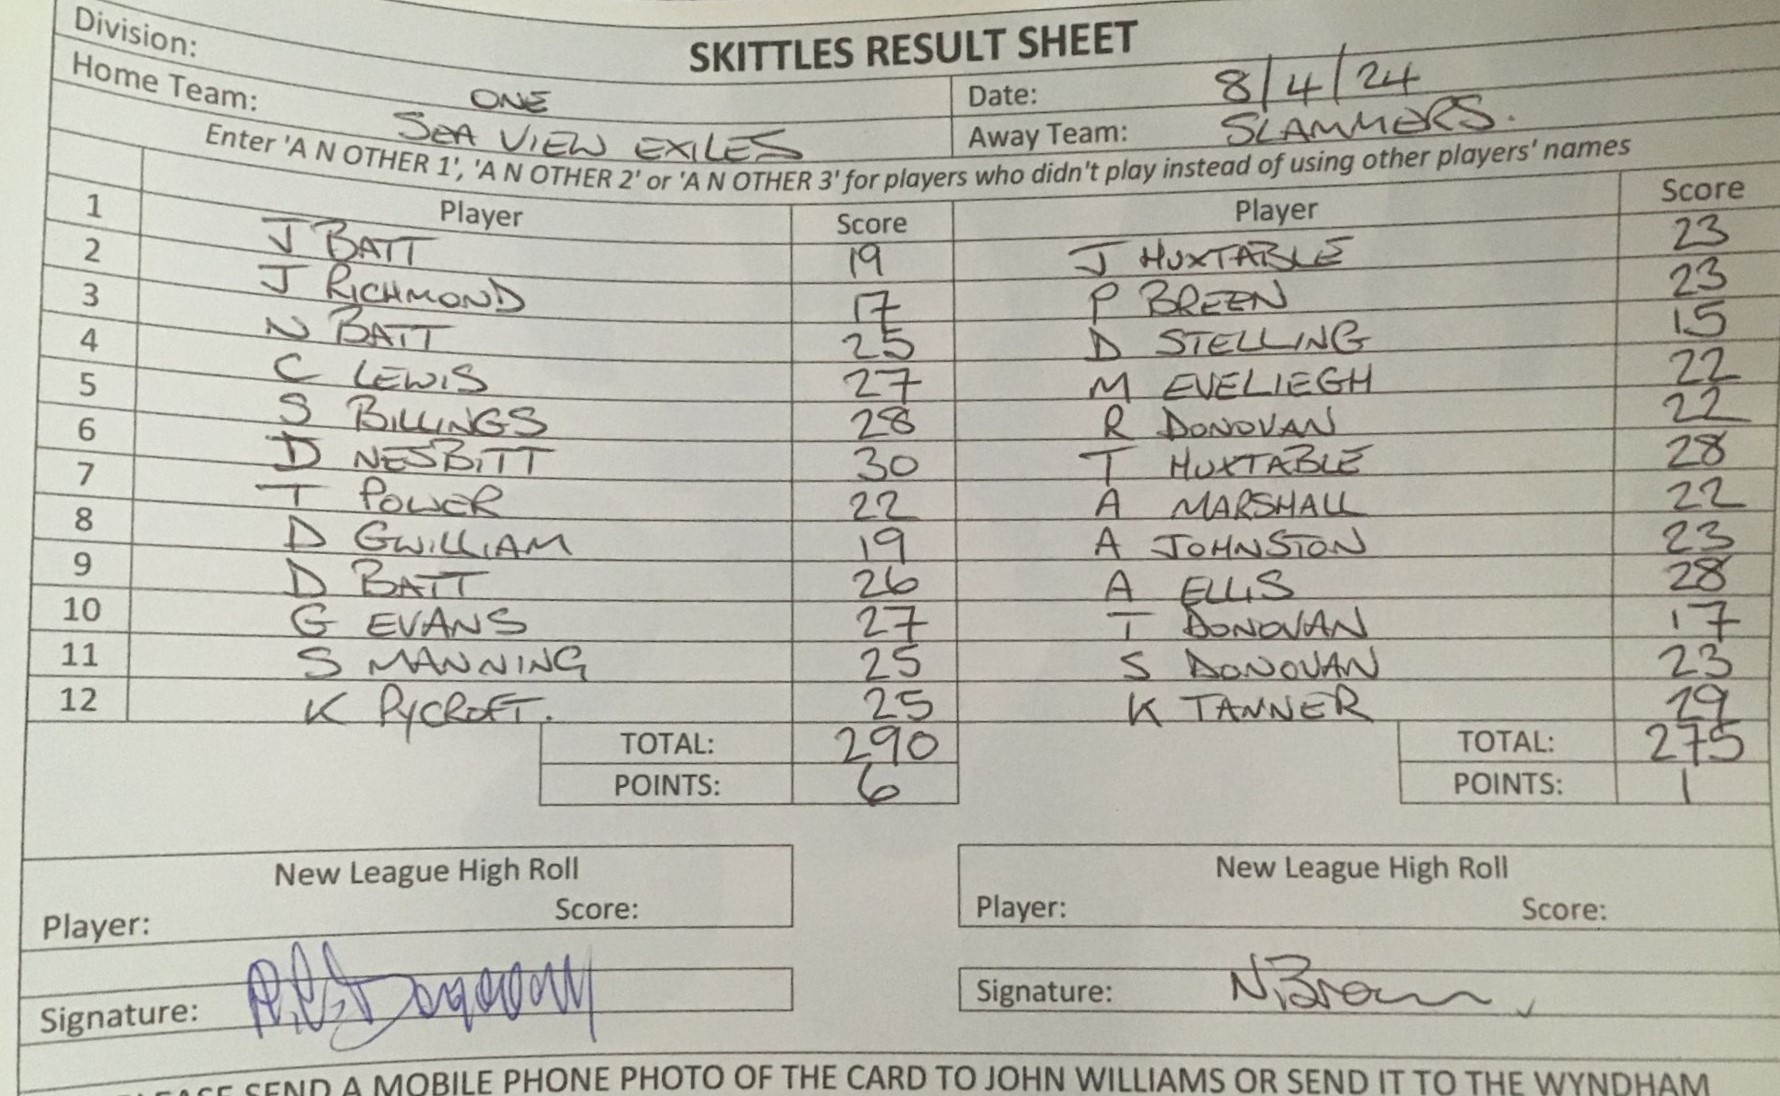 SKITTLES RESULT SHEET
Division: ONE Date: 8/4/24
Home Team: SEA VIEW EXILES Away Team: SLAMMERS.
Enter 'A N OTHER 1', 'A N OTHER 2' or 'A N OTHER 3' for players who didn't play instead of using other players' names
Player Score Player Score
1 J BATT 19 J HUXTABLE 23
2 J RICHMOND 17 P BREEN 23
3 N BATT 25 D STELLING 15
4 C LEWIS 27 M EVELIEGH 22
5 S BILLINGS 28 R DONOVAN 22
6 D NESBITT 30 T HUXTABLE 28
7 T POWER 22 A MARSHALL 22
8 D GWILLIAM 19 A JOHNSTON 23
9 D BATT 26 A ELLIS 28
10 G EVANS 27 T DONOVAN 17
11 S MANNING 25 S DONOVAN 23
12 K RYCROFT. 25 K TANNER 29
TOTAL: 290 TOTAL: 275
POINTS: 6 POINTS: 1
New League High Roll New League High Roll
Player: Score: Player: Score:
Signature: Signature: N. Brown
SEND A MOBILE PHONE PHOTO OF THE CARD TO JOHN WILLIAMS OR SEND IT TO THE WYNDHAM